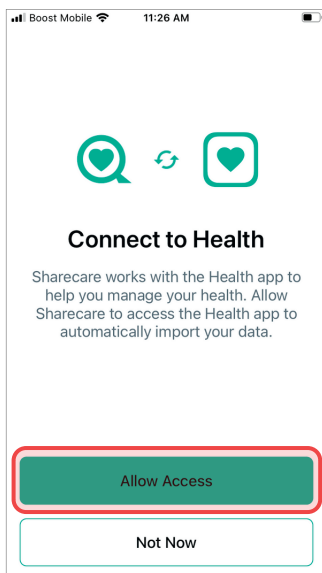 Boost Mobile 11:26 AM
Connect to Health
Sharecare works with the Health app to
help you manage your health. Allow
Sharecare to access the Health app to
automatically import your data.
Allow Access
Not Now